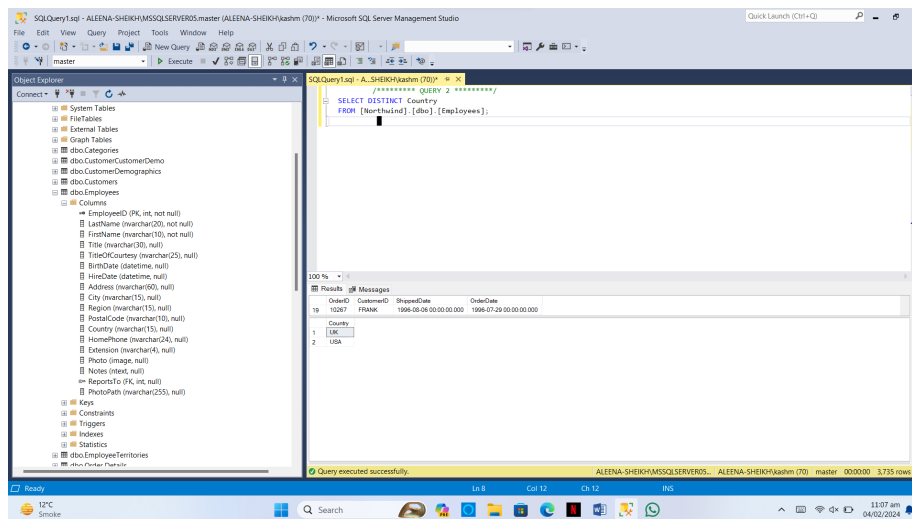 SQLQuery1.sql - ALEENA-SHEIKH\MSSQLSERVER05.master (ALEENA-SHEIKH\kashm (70))* - Microsoft SQL Server Management Studio
Quick Launch (Ctrl+Q)
File Edit View Query Project Tools Window Help
New Query
master
Execute
Object Explorer
SQLQuery1.sql - A...SHEIKH\kashm (70))*
Connect
/********* QUERY 2 *********/
SELECT DISTINCT Country
FROM [Northwind].[dbo].[Employees];
System Tables
FileTables
External Tables
Graph Tables
dbo.Categories
dbo.CustomerCustomerDemo
dbo.CustomerDemographics
dbo.Customers
dbo.Employees
Columns
EmployeeID (PK, int, not null)
LastName (nvarchar(20), not null)
FirstName (nvarchar(10), not null)
Title (nvarchar(30), null)
TitleOfCourtesy (nvarchar(25), null)
BirthDate (datetime, null)
HireDate (datetime, null)
Address (nvarchar(60), null)
City (nvarchar(15), null)
Region (nvarchar(15), null)
PostalCode (nvarchar(10), null)
Country (nvarchar(15), null)
HomePhone (nvarchar(24), null)
Extension (nvarchar(4), null)
Photo (image, null)
Notes (ntext, null)
ReportsTo (FK, int, null)
PhotoPath (nvarchar(255), null)
Keys
Constraints
Triggers
Indexes
Statistics
dbo.EmployeeTerritories
dbo.Order Details
100 %
Results Messages
OrderID CustomerID ShippedDate OrderDate
19 10267 FRANK 1996-08-06 00:00:00.000 1996-07-29 00:00:00.000
Country
1 UK
2 USA
Query executed successfully.
ALEENA-SHEIKH\MSSQLSERVER05... ALEENA-SHEIKH\kashm (70) master 00:00:00 3,735 rows
Ready
Ln 8 Col 12 Ch 12 INS
12°C
Smoke
Search
11:07 am
04/02/2024